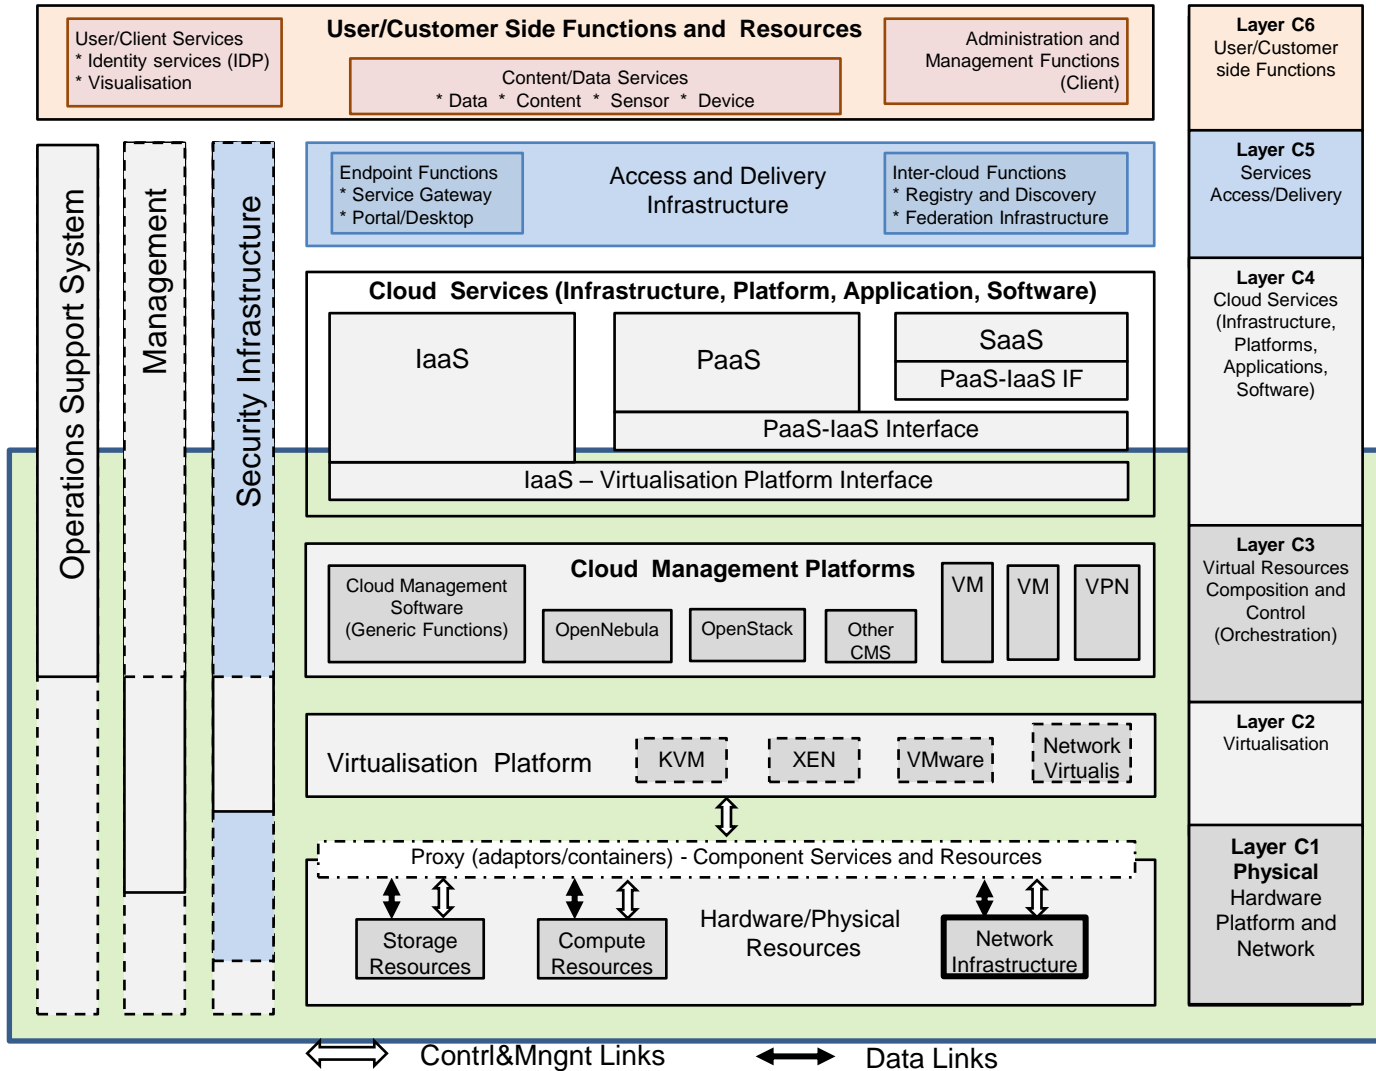 User/Customer Side Functions and  Resources
User/Client Services
* Identity services (IDP)
* Visualisation
Content/Data Services
* Data  * Content  * Sensor  * Device
Administration and
Management Functions
(Client)
Layer C6
User/Customer
side Functions
Operations Support System
Management
Security Infrastructure
Endpoint Functions
* Service Gateway
* Portal/Desktop
Access and Delivery
Infrastructure
Inter-cloud Functions
* Registry and Discovery
* Federation Infrastructure
Layer C5
Services
Access/Delivery
Cloud  Services (Infrastructure, Platform, Application, Software)
IaaS
PaaS
SaaS
PaaS-IaaS IF
PaaS-IaaS Interface
IaaS – Virtualisation Platform Interface
Layer C4
Cloud Services
(Infrastructure,
Platforms,
Applications,
Software)
Cloud  Management Platforms
Cloud Management
Software
(Generic Functions)
OpenNebula
OpenStack
Other
CMS
VM
VM
VPN
Layer C3
Virtual Resources
Composition and
Control
(Orchestration)
Virtualisation  Platform
KVM
XEN
VMware
Network
Virtualis
Layer C2
Virtualisation
Proxy (adaptors/containers) - Component Services and Resources
Hardware/Physical
Resources
Storage
Resources
Compute
Resources
Network
Infrastructure
Layer C1
Physical
Hardware
Platform and
Network
Contrl&Mngnt Links
Data Links